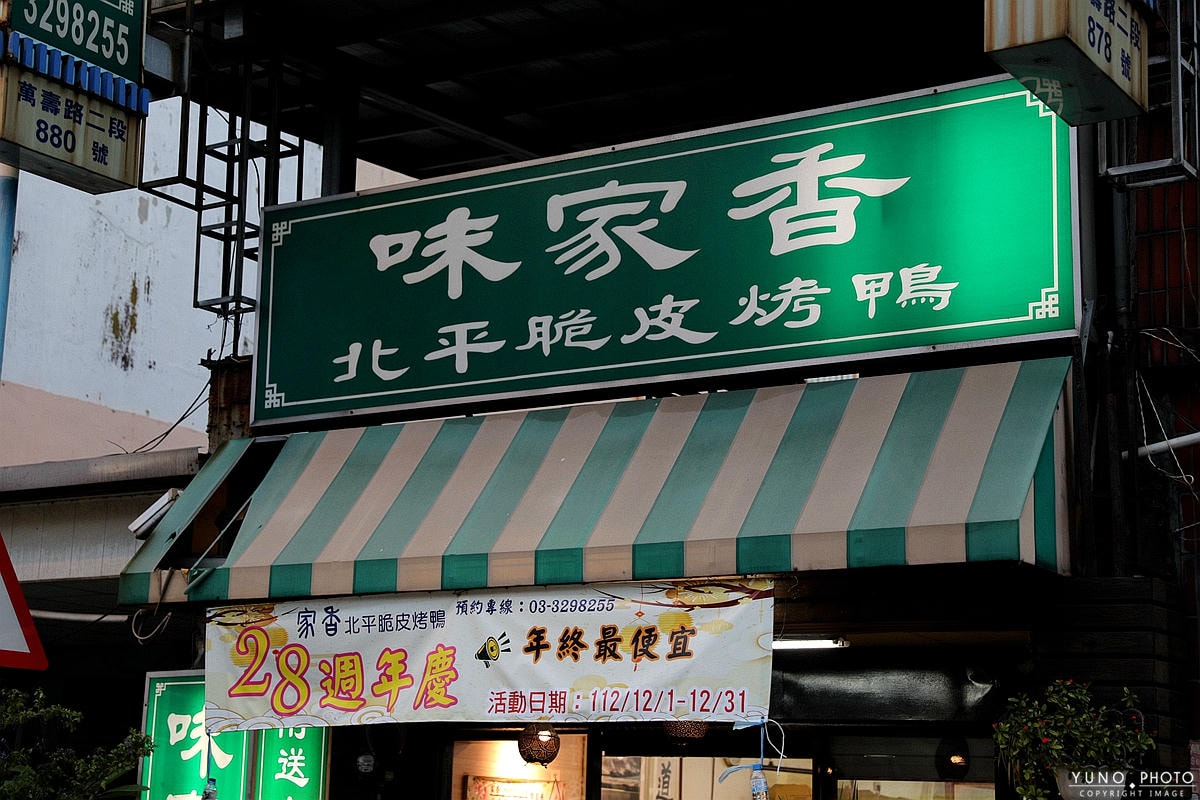 3298255
萬壽路二段
880 號
萬壽路二段
878 號
味家香
北平脆皮烤鴨
家香北平脆皮烤鴨 預約專線：03-3298255
28週年慶
年終最便宜
活動日期：112/12/1-12/31
味
送
道
YUNO PHOTO
COPYRIGHT IMAGE